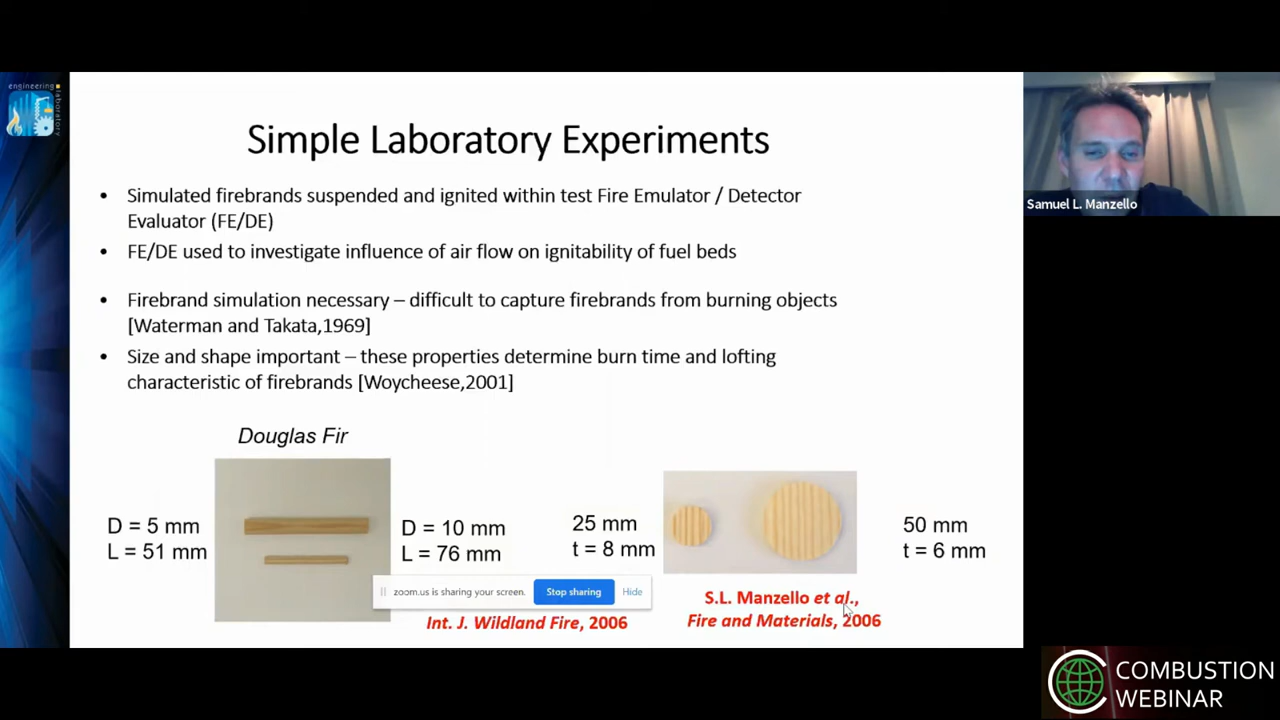 engineering
laboratory
Simple Laboratory Experiments
• Simulated firebrands suspended and ignited within test Fire Emulator / Detector
Evaluator (FE/DE)
• FE/DE used to investigate influence of air flow on ignitability of fuel beds
• Firebrand simulation necessary – difficult to capture firebrands from burning objects
[Waterman and Takata,1969]
• Size and shape important – these properties determine burn time and lofting
characteristic of firebrands [Woycheese,2001]
Douglas Fir
D = 5 mm
L = 51 mm
D = 10 mm
L = 76 mm
25 mm
t = 8 mm
50 mm
t = 6 mm
zoom.us is sharing your screen.
Stop sharing
Hide
Int. J. Wildland Fire, 2006
S.L. Manzello et al.,
Fire and Materials, 2006
Samuel L. Manzello
COMBUSTION
WEBINAR